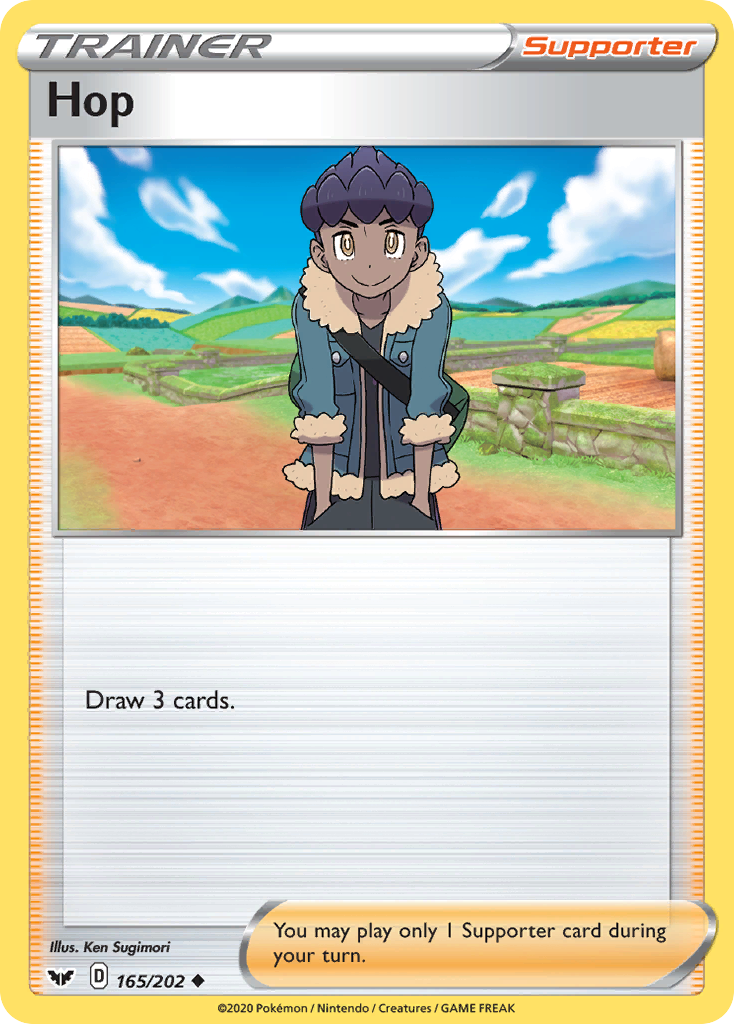 TRAINER
Supporter
Hop
Draw 3 cards.
You may play only 1 Supporter card during
your turn.
Illus. Ken Sugimori
D 165/202
©2020 Pokémon / Nintendo / Creatures / GAME FREAK